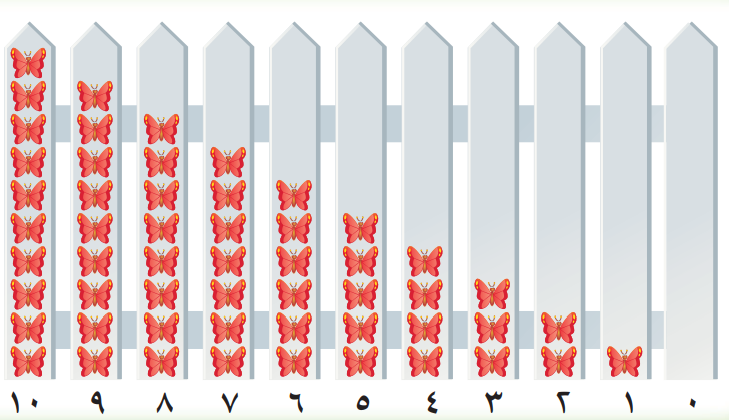 ٠ ١ ٢ ٣ ٤ ٥ ٦ ٧ ٨ ٩ ١٠